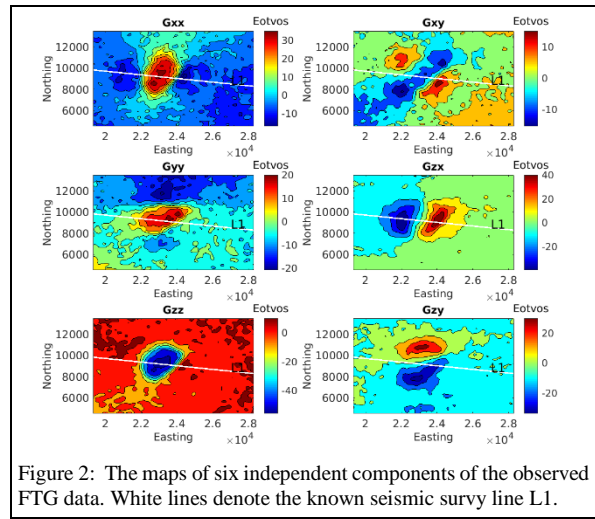 Gxx Eotvos Gxy Eotvos
12000 30 12000 15
10000 20 10000 10
8000 10 8000 5
6000 0 6000 0
-10 -5
-10
Northing Northing
L1 L1
2 2.2 2.4 2.6 2.8 2 2.2 2.4 2.6 2.8
Easting ×10⁴ Easting ×10⁴
Gyy Eotvos Gzx Eotvos
12000 20 12000 40
10000 10 10000 20
8000 0 8000 0
6000 -10 6000 -20
-20
Northing Northing
L1 L1
2 2.2 2.4 2.6 2.8 2 2.2 2.4 2.6 2.8
Easting ×10⁴ Easting ×10⁴
Gzz Eotvos Gzy Eotvos
12000 0 12000 20
10000 -20 10000 0
8000 -40 8000 -20
6000 6000
Northing Northing
L1 L1
2 2.2 2.4 2.6 2.8 2 2.2 2.4 2.6 2.8
Easting ×10⁴ Easting ×10⁴
Figure 2: The maps of six independent components of the observed
FTG data. White lines denote the known seismic survy line L1.